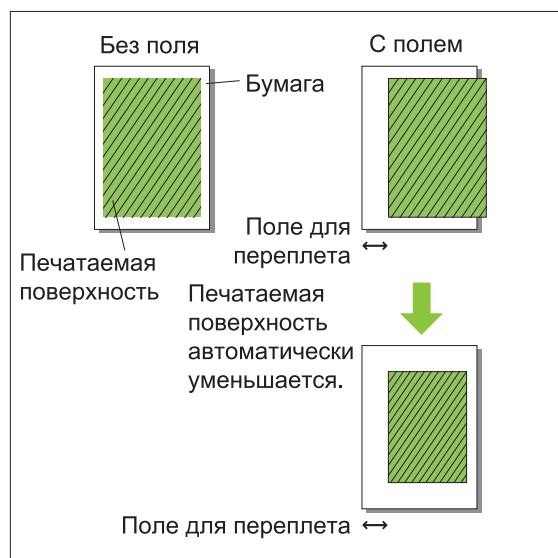 Без поля
С полем
Бумага
Поле для
переплета
Печатаемая
поверхность
Печатаемая
поверхность
автоматически
уменьшается.
Поле для переплета